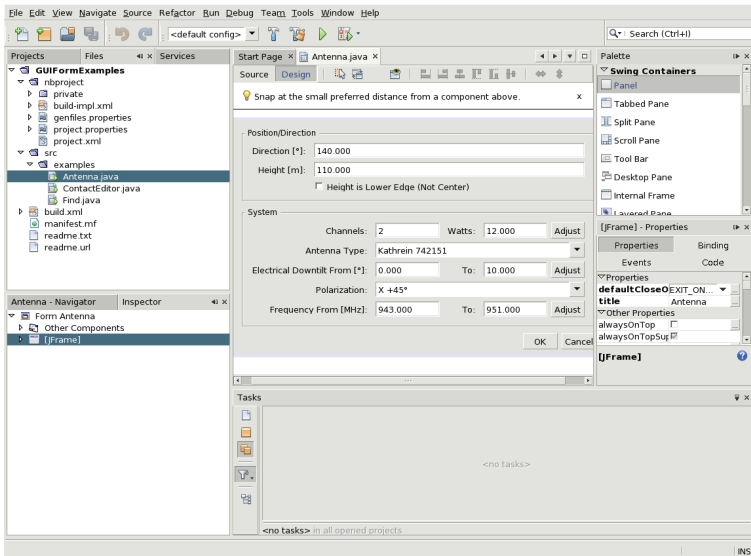 File Edit View Navigate Source Refactor Run Debug Team Tools Window Help
<default config>
Search (Ctrl+I)
Projects Files Services
GUIFormExamples
nbproject
private
build-impl.xml
genfiles.properties
project.properties
project.xml
src
examples
Antenna.java
ContactEditor.java
Find.java
build.xml
manifest.mf
readme.txt
readme.url
Antenna - Navigator Inspector
Form Antenna
Other Components
[JFrame]
Start Page Antenna.java
Source Design
Snap at the small preferred distance from a component above. x
Position/Direction
Direction [°]: 140.000
Height [m]: 110.000
Height is Lower Edge (Not Center)
System
Channels: 2 Watts: 12.000 Adjust
Antenna Type: Kathrein 742151
Electrical Downtilt From [°]: 0.000 To: 10.000 Adjust
Polarization: X +45°
Frequency From [MHz]: 943.000 To: 951.000 Adjust
OK Cancel
Tasks
<no tasks>
<no tasks> in all opened projects
Palette
Swing Containers
Panel
Tabbed Pane
Split Pane
Scroll Pane
Tool Bar
Desktop Pane
Internal Frame
Layered Pane
[JFrame] - Properties
Properties Binding
Events Code
Properties
defaultCloseO EXIT_ON... ...
title Antenna ...
Other Properties
alwaysOnTop ...
alwaysOnTopSup ...
[JFrame]
INS